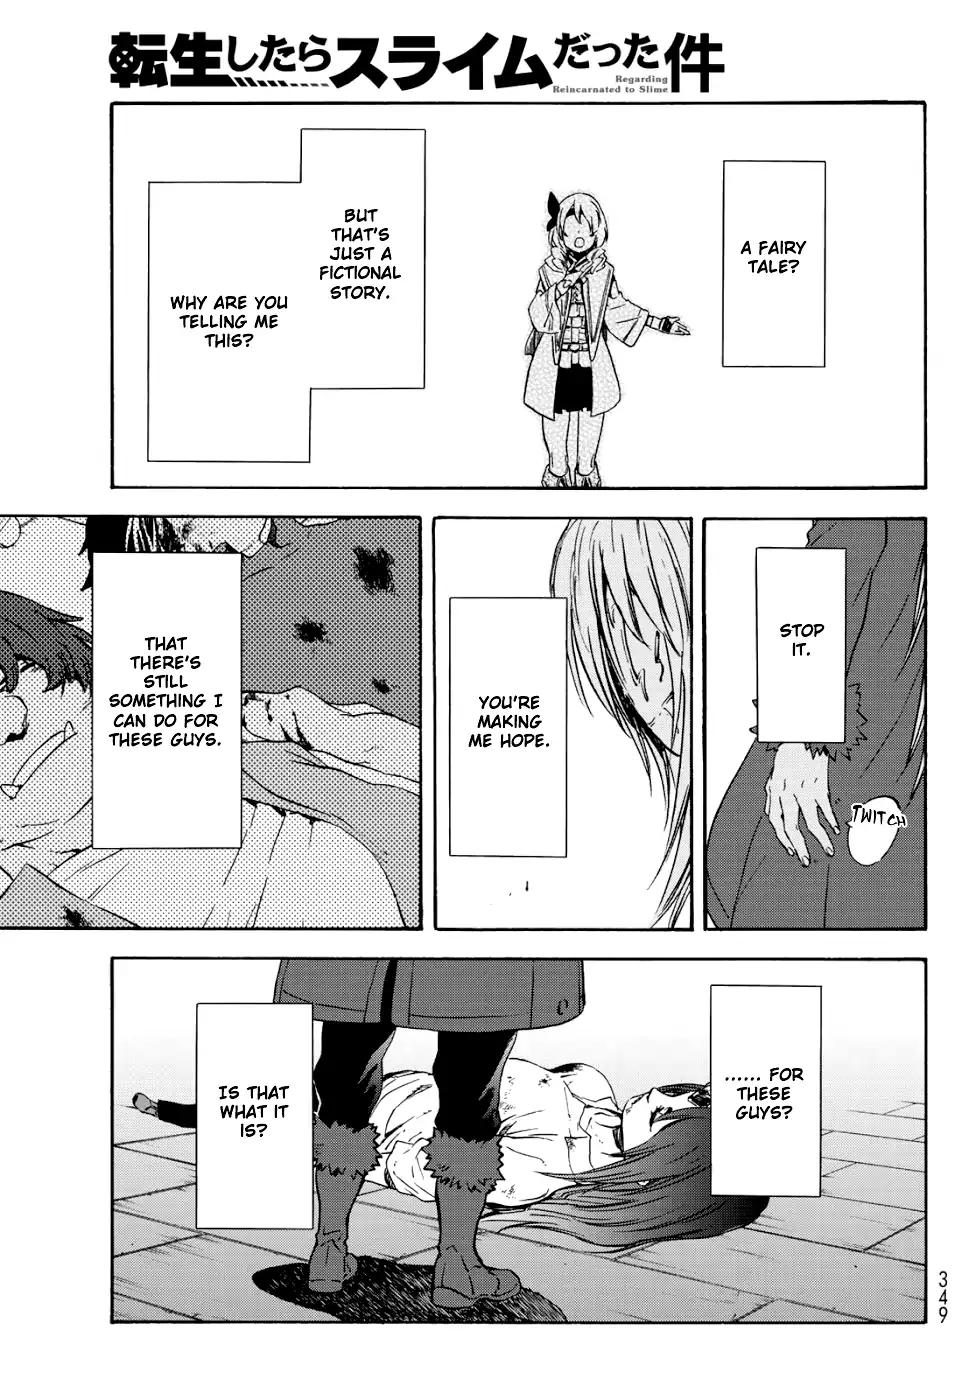 転生したらスライムだった件
Regarding
Reincarnated to Slime
A FAIRY
TALE?
BUT
THAT'S
JUST A
FICTIONAL
STORY.
WHY ARE YOU
TELLING ME
THIS?
STOP
IT.
TWITCH
YOU'RE
MAKING
ME HOPE.
THAT
THERE'S
STILL
SOMETHING I
CAN DO FOR
THESE GUYS.
...... FOR
THESE
GUYS?
IS THAT
WHAT IT
IS?
349